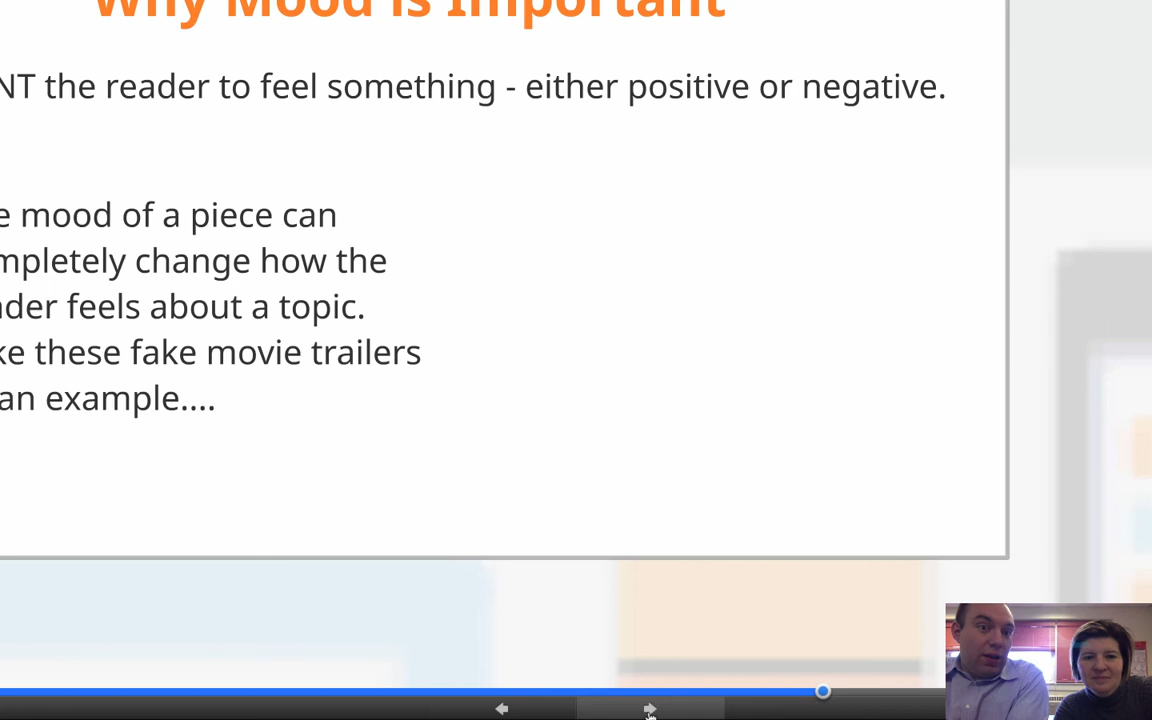 Why Mood is Important
NT the reader to feel something - either positive or negative.
e mood of a piece can
mpletely change how the
ader feels about a topic.
ke these fake movie trailers
an example....